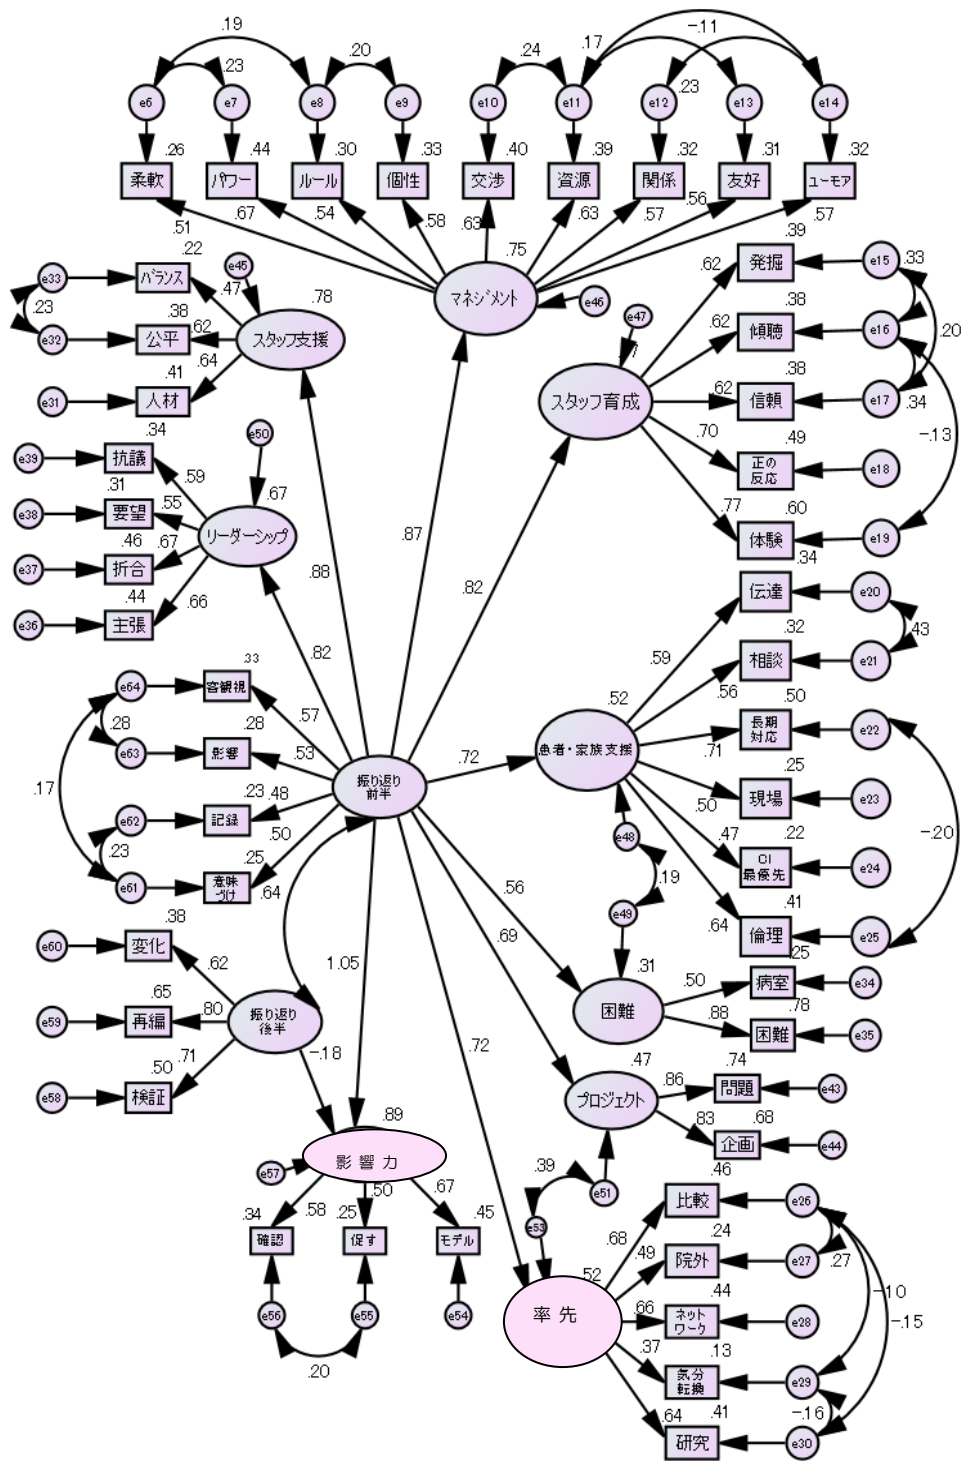 .19
.23
.20
.24
.17
-.11
.23
e6
e7
e8
e9
e10
e11
e12
e13
e14
.26
.44
.30
.33
.40
.39
.32
.31
.32
柔軟
パワー
ルール
個性
交渉
資源
関係
友好
ユーモア
.51
.67
.54
.58
.63
.63
.57
.56
.57
.75
マネジメント
e46
e33
.23
e32
e31
バランス
.22
公平
.38
人材
.41
e45
.47
.62
.64
.78
スタッフ支援
e47
スタッフ育成
.62
.62
.62
.70
.77
.39
発掘
.38
傾聴
.38
信頼
.49
正の
反応
.60
体験
e15
e16
e17
e18
e19
.33
.20
.34
-.13
e39
e38
e37
e36
.34
抗議
.31
要望
.46
折合
.44
主張
.59
.55
.67
.66
e50
.67
リーダーシップ
.88
.87
.82
.82
.34
伝達
.32
相談
.50
長期
対応
.25
現場
.22
CI
最優先
.41
倫理
e20
e21
e22
e23
e24
e25
.43
-.20
.59
.56
.71
.50
.47
.64
.52
患者・家族支援
.72
e48
.19
e49
e64
e63
e62
e61
.28
.17
.23
.33
客観視
.28
影響
.23
記録
.25
意味
づけ
.57
.53
.48
.50
振り返り
前半
.64
.56
.69
1.05
.72
e60
e59
e58
.38
変化
.65
再編
.50
検証
.62
.80
.71
振り返り
後半
-.18
.31
困難
.50
.88
.25
病室
.78
困難
e34
e35
.47
プロジェクト
.86
.83
.74
問題
.68
企画
e43
e44
.39
e51
e53
.89
影 響 力
e57
.58
.50
.67
.34
確認
.25
促す
.45
モデル
e56
e55
e54
.20
.52
率 先
.68
.49
.66
.37
.64
.46
比較
.24
院外
.44
ネット
ワーク
.13
気分
転換
.41
研究
e26
e27
e28
e29
e30
.27
-.10
-.15
-.16